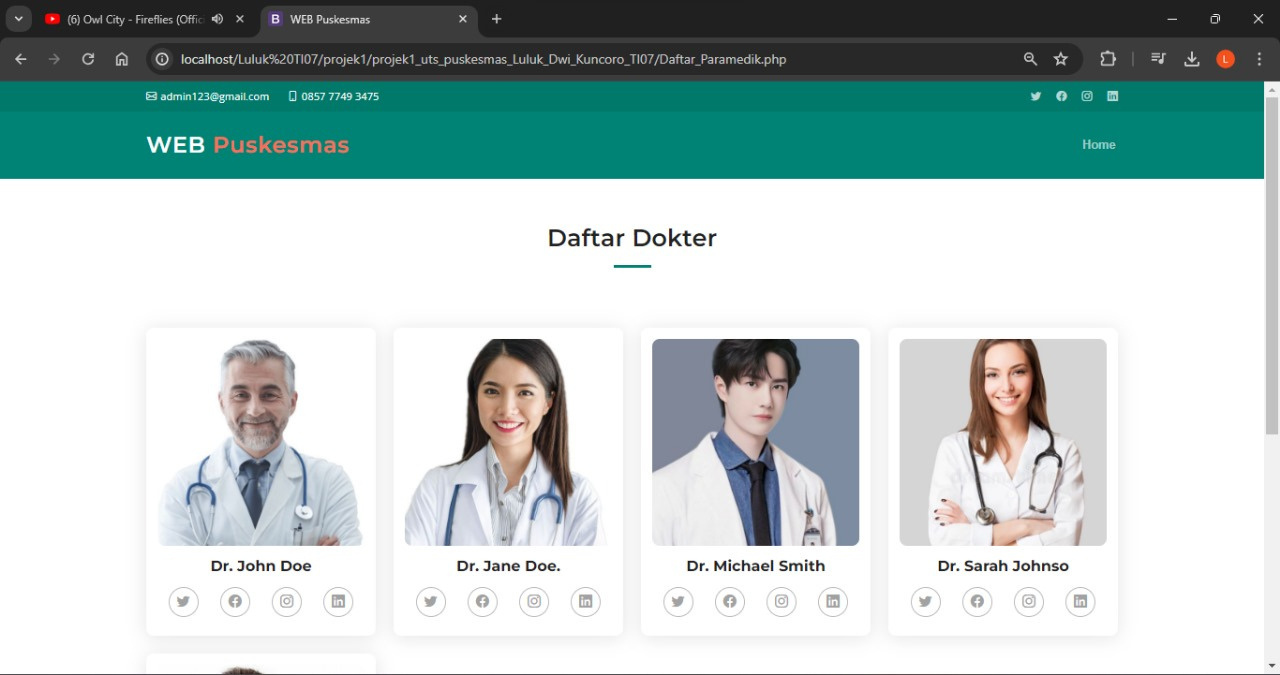 (6) Owl City - Fireflies (Offic
WEB Puskesmas
localhost/Luluk%20TI07/projek1/projek1_uts_puskesmas_Luluk_Dwi_Kuncoro_TI07/Daftar_Paramedik.php
L
admin123@gmail.com 0857 7749 3475
WEB Puskesmas
Home
Daftar Dokter
Dr. John Doe
Dr. Jane Doe.
Dr. Michael Smith
Dr. Sarah Johnso